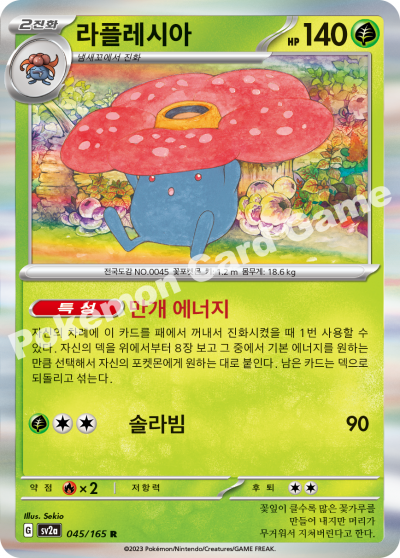 2진화 라플레시아 HP 140
냄새꼬에서 진화
전국도감 NO.0045 꽃포켓몬 키: 1.2 m 몸무게: 18.6 kg
특성 만개 에너지
자신의 차례에 이 카드를 패에서 꺼내서 진화시켰을 때 1번 사용할 수
있다. 자신의 덱을 위에서부터 8장 보고 그 중에서 기본 에너지를 원하는
만큼 선택해서 자신의 포켓몬에게 원하는 대로 붙인다. 남은 카드는 덱으로
되돌리고 섞는다.
솔라빔 90
약점 ×2 저항력 후퇴
Illus. Sekio
G sv2a 045/165 R
꽃잎이 클수록 많은 꽃가루를
만들어 내지만 머리가
무거워서 지쳐버린다고 한다.
©2023 Pokémon/Nintendo/Creatures/GAME FREAK.
Pokémon Card Game